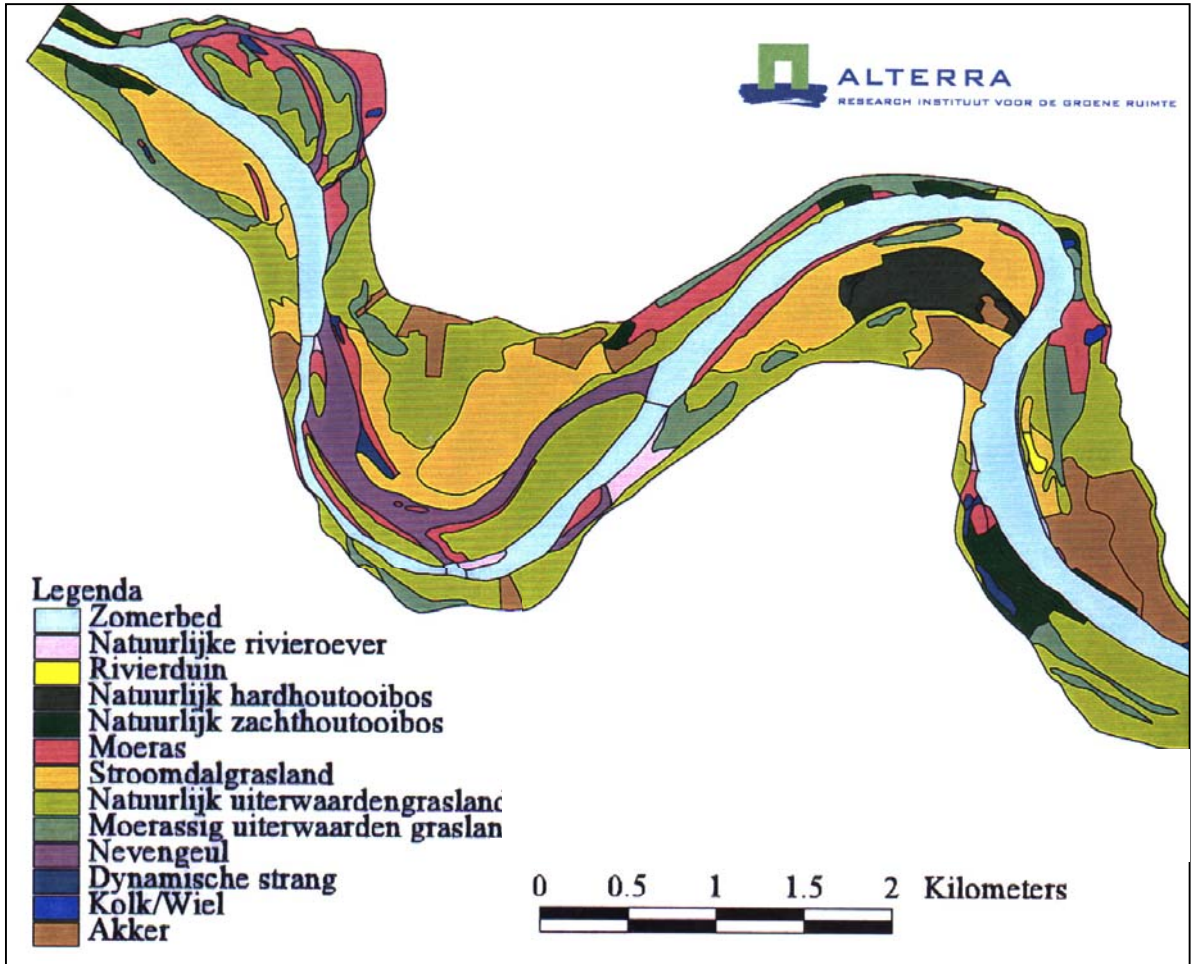 ALTERRA
RESEARCH INSTITUUT VOOR DE GROENE RUIMTE
Legenda
Zomerbed
Natuurlijke rivieroever
Rivierduin
Natuurlijk hardhoutooibos
Natuurlijk zachthoutooibos
Moeras
Stroomdalgrasland
Natuurlijk uiterwaardengrasland
Moerassig uiterwaarden graslan
Nevengeul
Dynamische strang
Kolk/Wiel
Akker
0 0.5 1 1.5 2 Kilometers